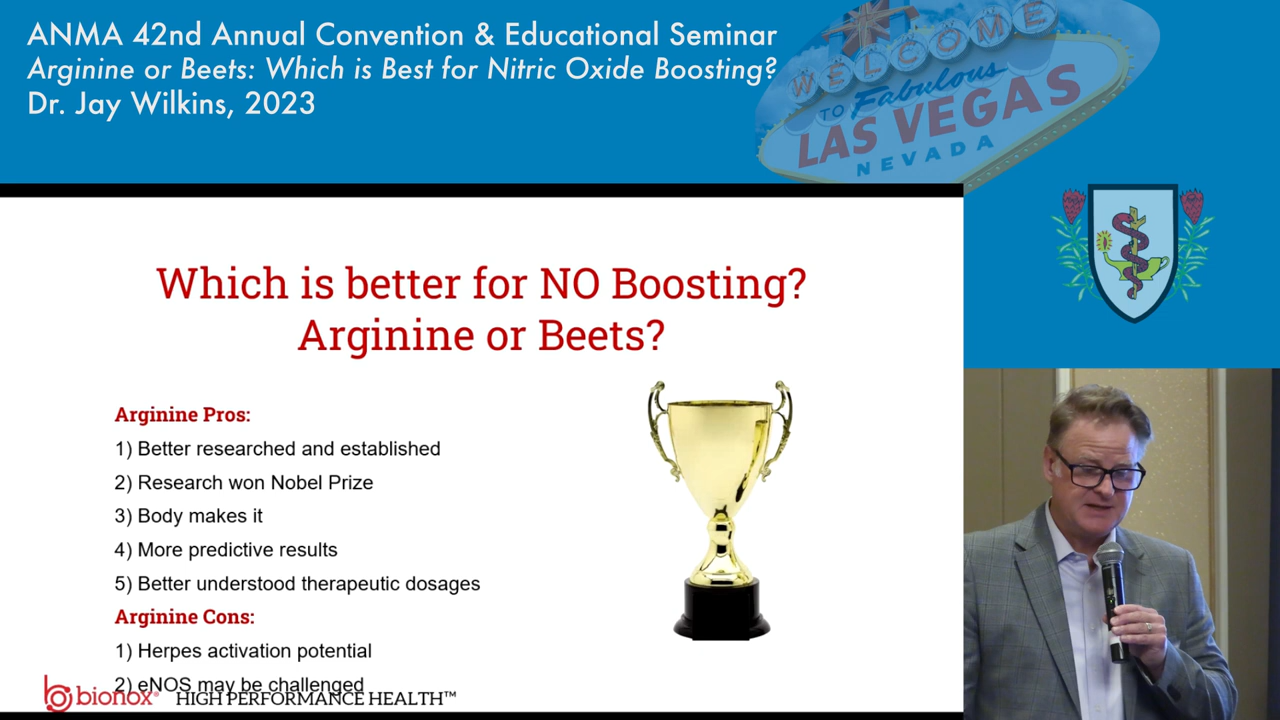 ANMA 42nd Annual Convention & Educational Seminar
Arginine or Beets: Which is Best for Nitric Oxide Boosting?
Dr. Jay Wilkins, 2023
WELCOME
TO Fabulous
LAS VEGAS
NEVADA
Which is better for NO Boosting?
Arginine or Beets?
Arginine Pros:
1) Better researched and established
2) Research won Nobel Prize
3) Body makes it
4) More predictive results
5) Better understood therapeutic dosages
Arginine Cons:
1) Herpes activation potential
2) eNOS may be challenged
bionox® HIGH PERFORMANCE HEALTH™